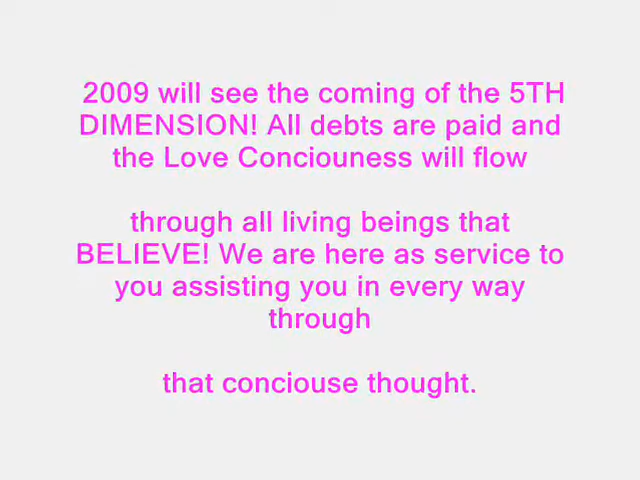 2009 will see the coming of the 5TH
DIMENSION! All debts are paid and
the Love Conciouness will flow
through all living beings that
BELIEVE! We are here as service to
you assisting you in every way
through
that conciouse thought.